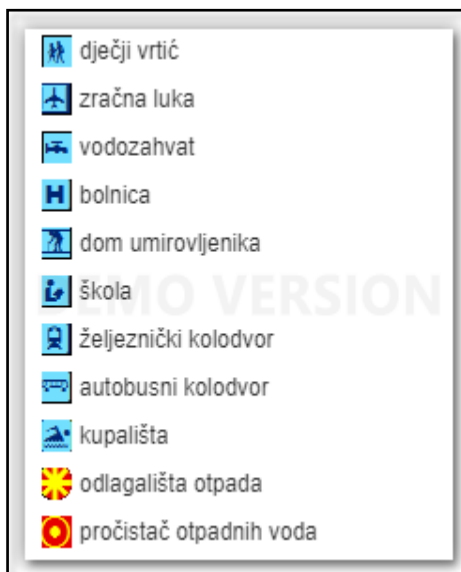 dječji vrtić
zračna luka
vodozahvat
H bolnica
dom umirovljenika
škola
DEMO VERSION
željeznički kolodvor
autobusni kolodvor
kupališta
odlagališta otpada
pročistač otpadnih voda